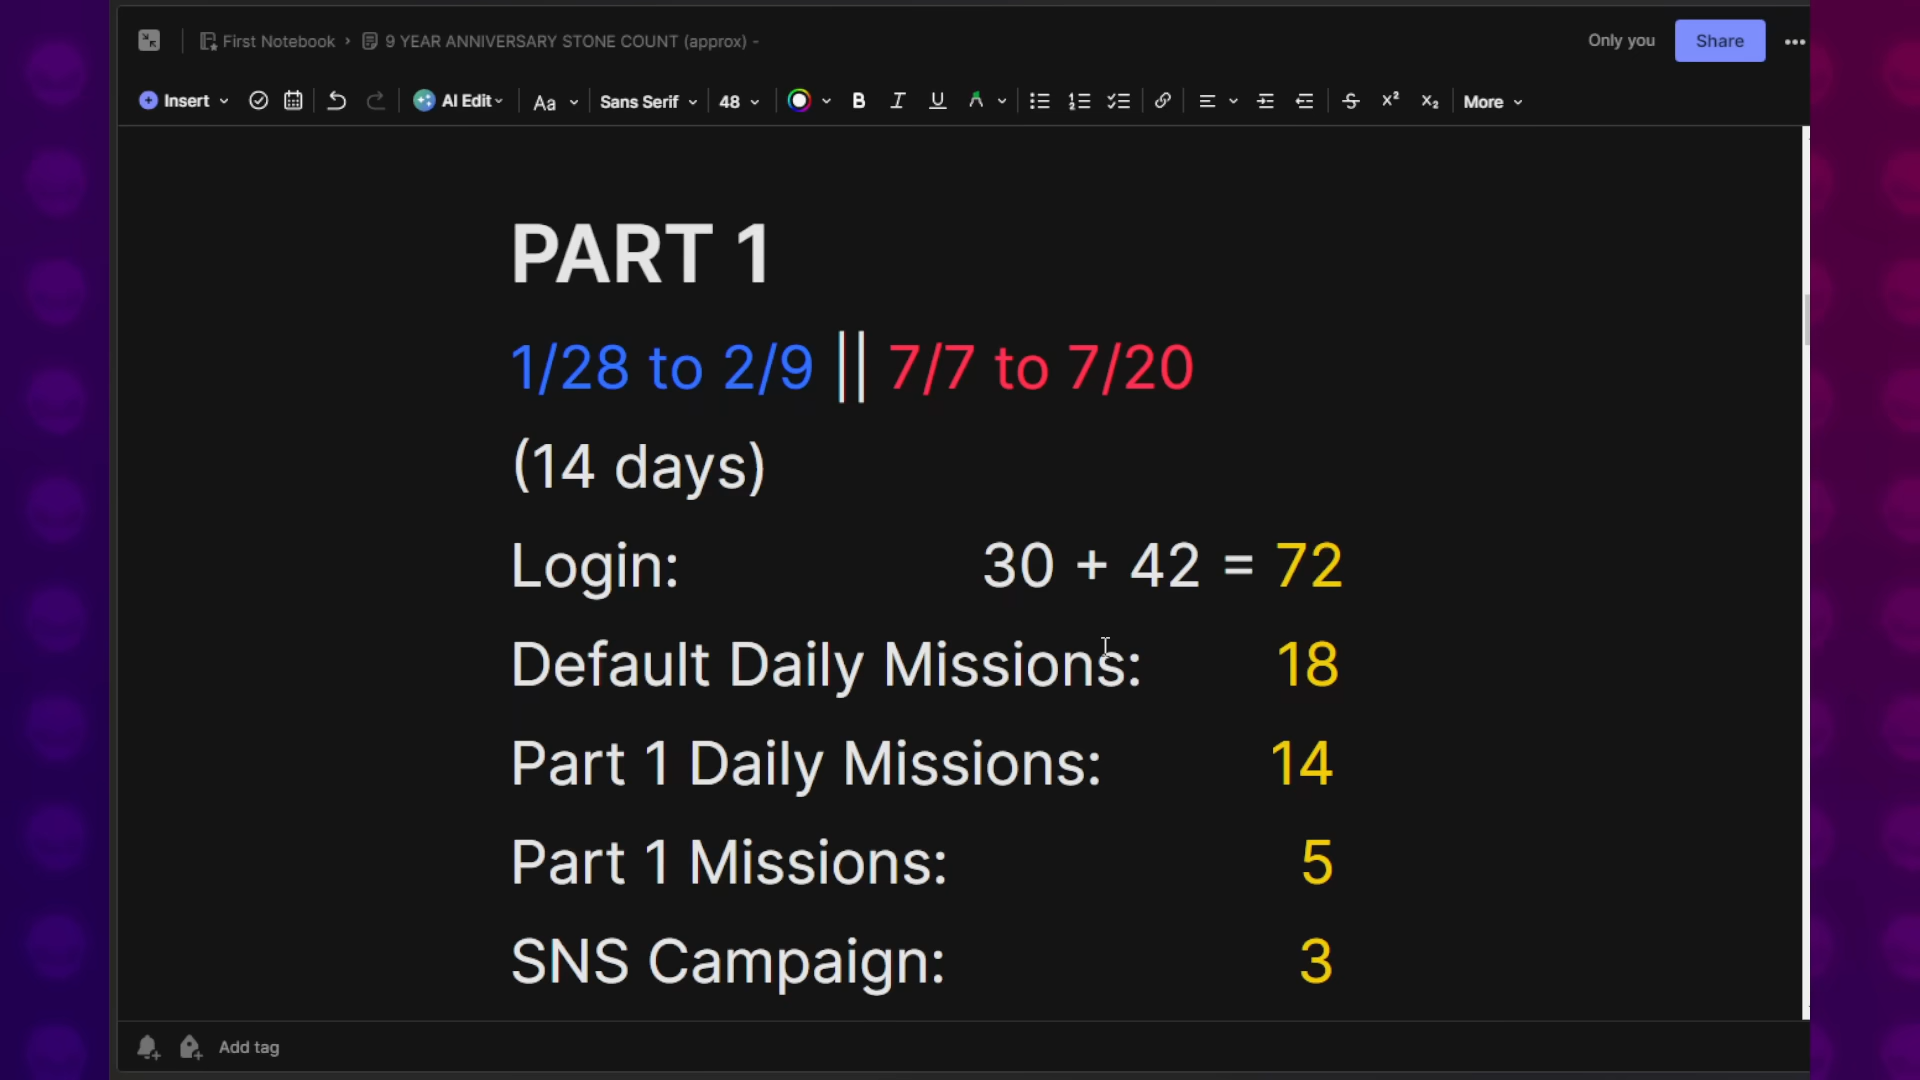 First Notebook › 9 YEAR ANNIVERSARY STONE COUNT (approx) -
Only you
Share
Insert
AI Edit
Aa
Sans Serif
48
B I U A
More
PART 1
1/28 to 2/9 || 7/7 to 7/20
(14 days)
Login: 30 + 42 = 72
Default Daily Missions: 18
Part 1 Daily Missions: 14
Part 1 Missions: 5
SNS Campaign: 3
Add tag